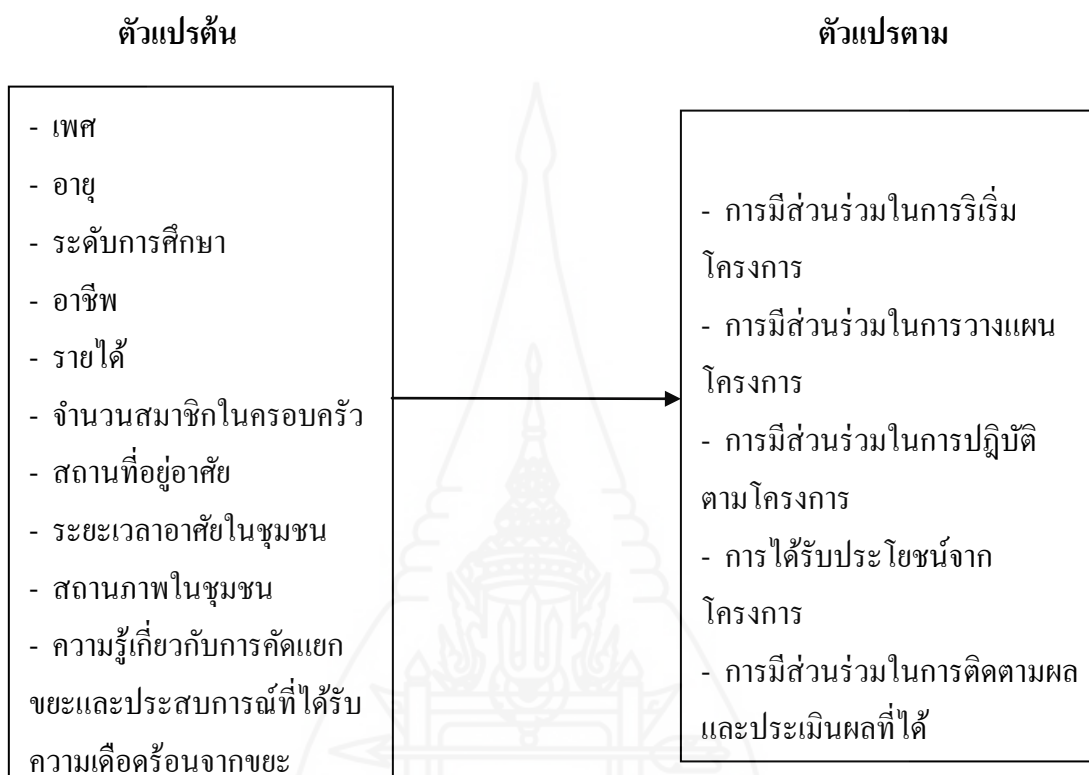 ตัวแปรต้น
ตัวแปรตาม
- เพศ
- อายุ
- ระดับการศึกษา
- อาชีพ
- รายได้
- จำนวนสมาชิกในครอบครัว
- สถานที่อยู่อาศัย
- ระยะเวลาอาศัยในชุมชน
- สถานภาพในชุมชน
- ความรู้เกี่ยวกับการคัดแยก
ขยะและประสบการณ์ที่ได้รับ
ความเดือดร้อนจากขยะ
- การมีส่วนร่วมในการริเริ่ม
โครงการ
- การมีส่วนร่วมในการวางแผน
โครงการ
- การมีส่วนร่วมในการปฏิบัติ
ตามโครงการ
- การได้รับประโยชน์จาก
โครงการ
- การมีส่วนร่วมในการติดตามผล
และประเมินผลที่ได้